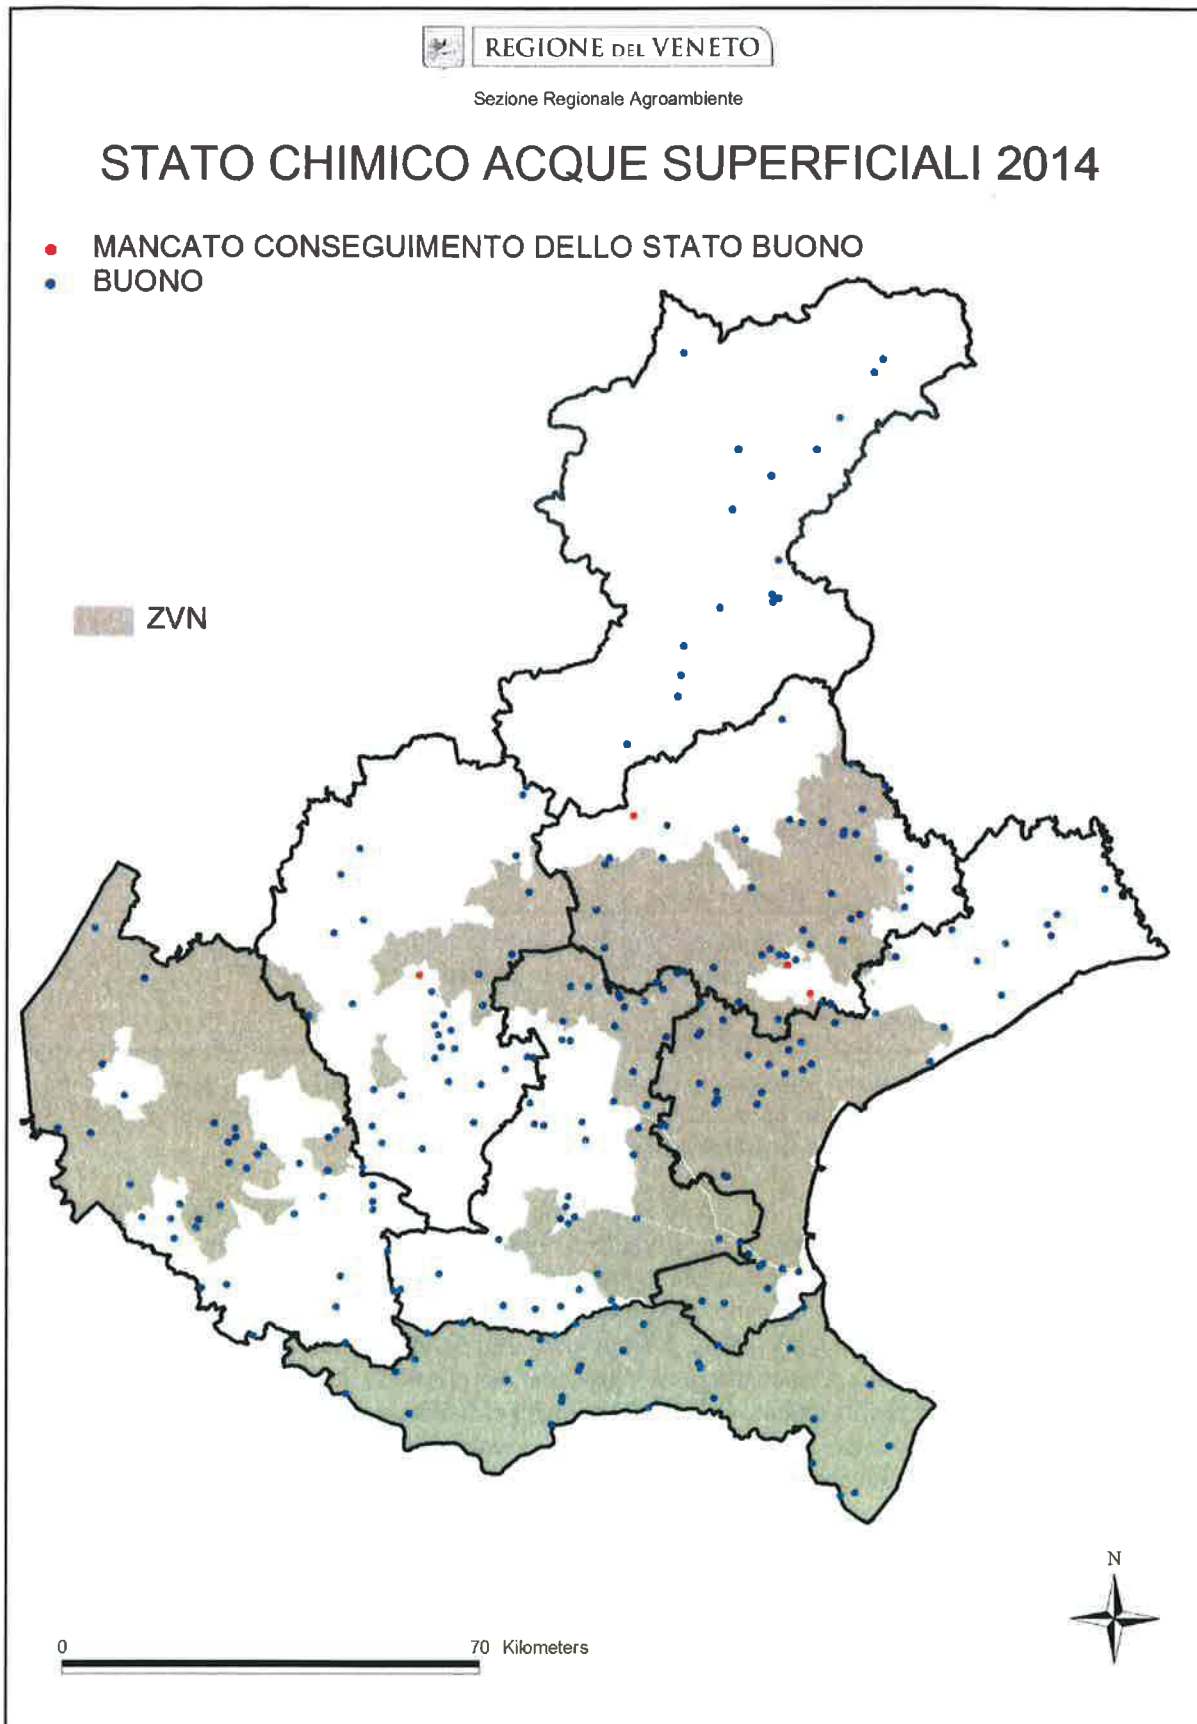 REGIONE DEL VENETO
Sezione Regionale Agroambiente
STATO CHIMICO ACQUE SUPERFICIALI 2014
MANCATO CONSEGUIMENTO DELLO STATO BUONO
BUONO
ZVN
N
0 70 Kilometers